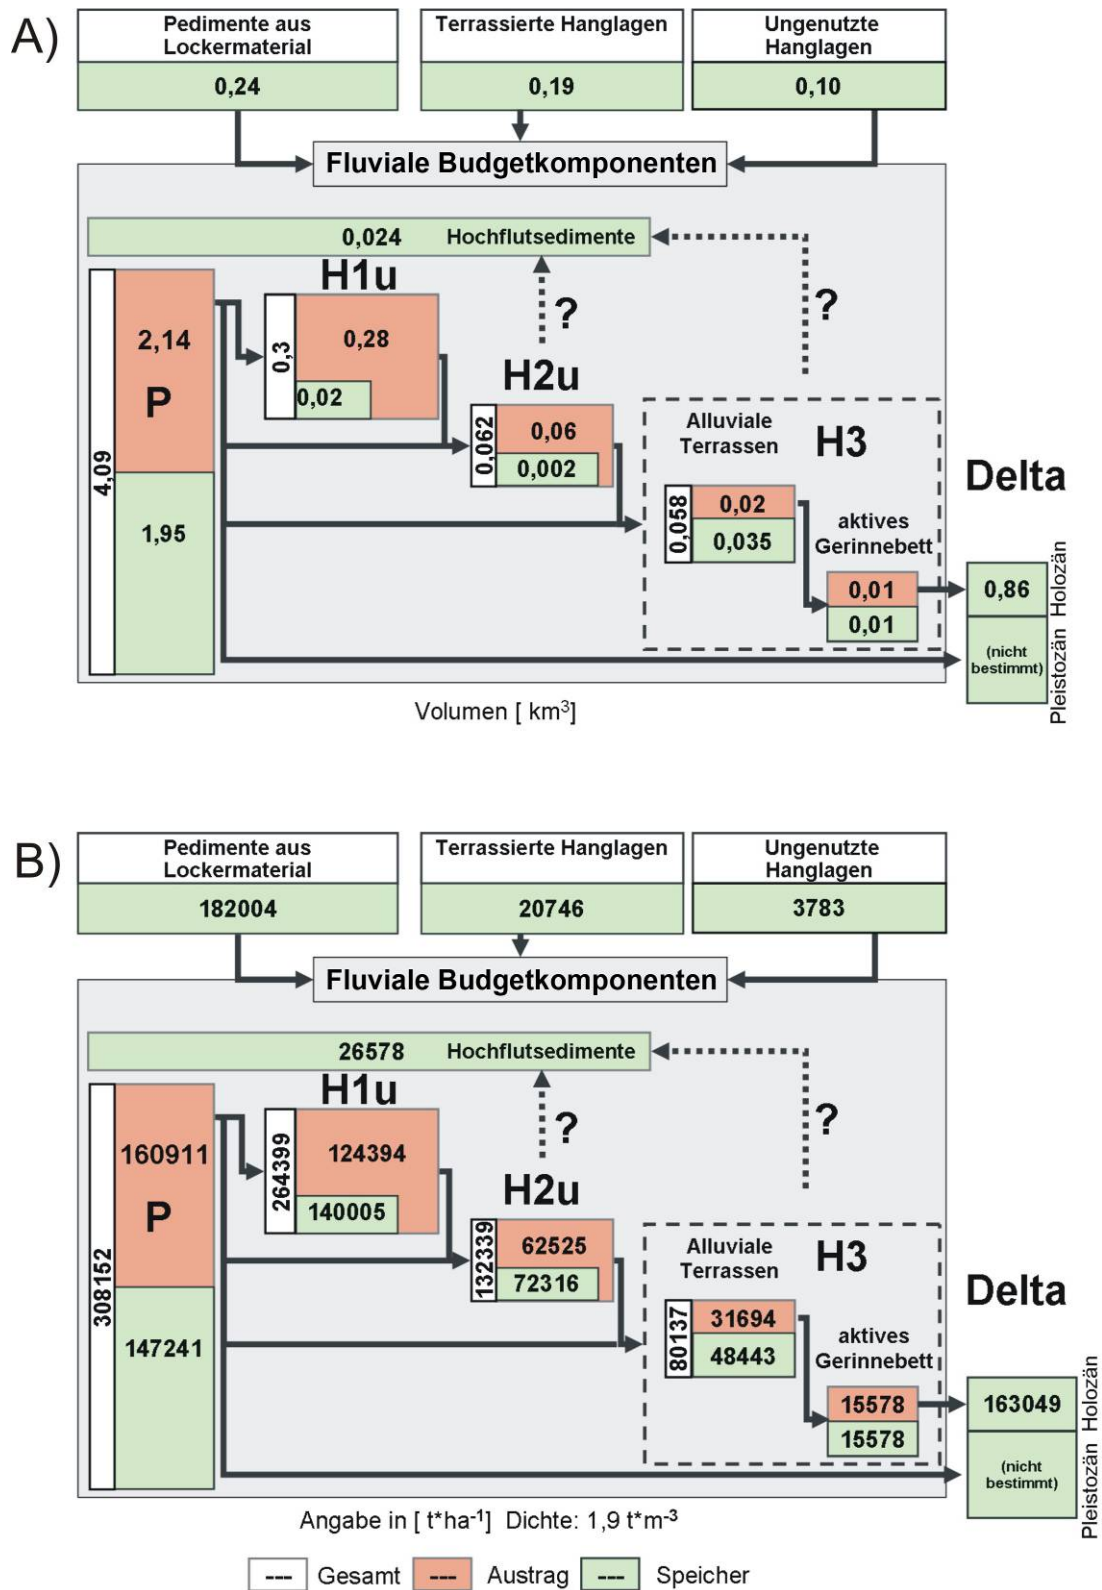 A)
Pedimente aus
Lockermaterial
0,24
Terrassierte Hanglagen
0,19
Ungenutzte
Hanglagen
0,10
Fluviale Budgetkomponenten
0,024 Hochflutsedimente
H1u
4,09
2,14
P
1,95
0,3
0,28
0,02
?
H2u
0,062
0,06
0,002
?
Alluviale
Terrassen
H3
0,058
0,02
0,035
aktives
Gerinnebett
0,01
0,01
Delta
0,86
(nicht
bestimmt)
Pleistozän Holozän
Volumen [ km³]
B)
Pedimente aus
Lockermaterial
182004
Terrassierte Hanglagen
20746
Ungenutzte
Hanglagen
3783
Fluviale Budgetkomponenten
26578 Hochflutsedimente
H1u
308152
160911
P
147241
264399
124394
140005
?
H2u
132339
62525
72316
?
Alluviale
Terrassen
H3
80137
31694
48443
aktives
Gerinnebett
15578
15578
Delta
163049
(nicht
bestimmt)
Pleistozän Holozän
Angabe in [ t*ha⁻¹] Dichte: 1,9 t*m⁻³
--- Gesamt --- Austrag --- Speicher